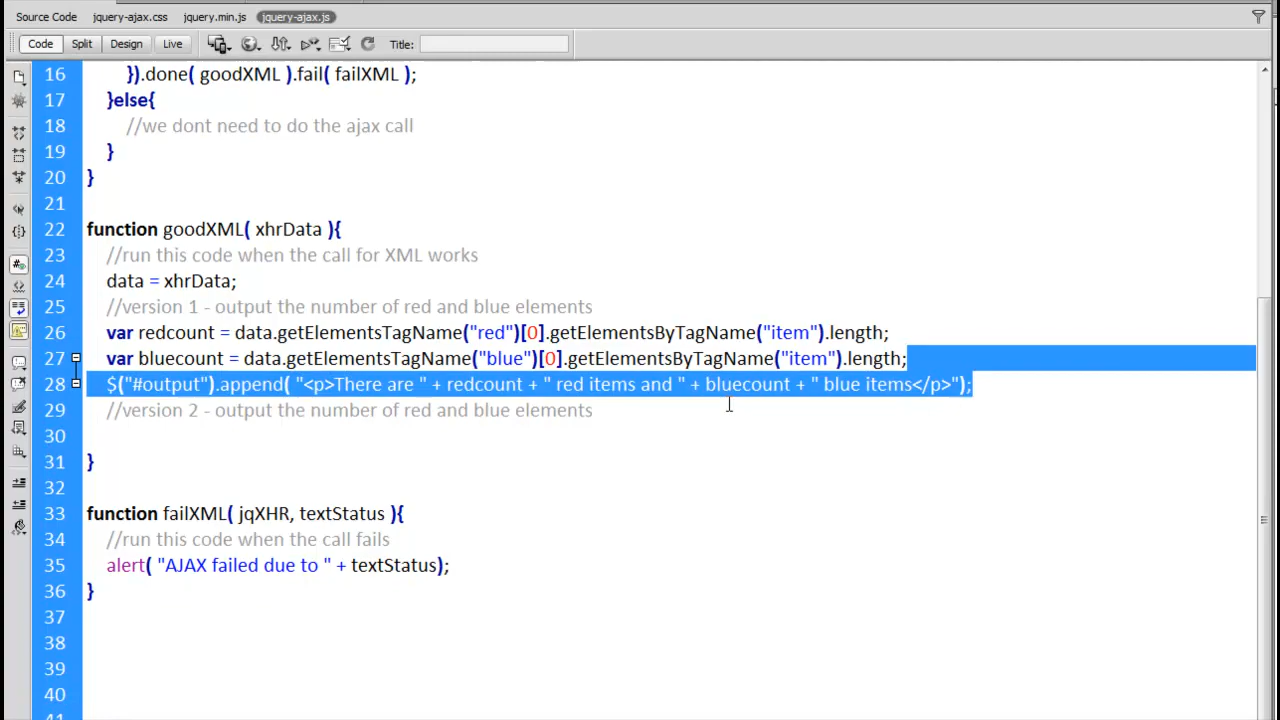 Source Code jquery-ajax.css jquery.min.js jquery-ajax.js
Code Split Design Live Title:
16 }).done( goodXML ).fail( failXML );
17 }else{
18 //we dont need to do the ajax call
19 }
20 }
21
22 function goodXML( xhrData ){
23 //run this code when the call for XML works
24 data = xhrData;
25 //version 1 - output the number of red and blue elements
26 var redcount = data.getElementsTagName("red")[0].getElementsByTagName("item").length;
27 var bluecount = data.getElementsTagName("blue")[0].getElementsByTagName("item").length;
28 $("#output").append( "<p>There are " + redcount + " red items and " + bluecount + " blue items</p>");
29 //version 2 - output the number of red and blue elements
30
31 }
32
33 function failXML( jqXHR, textStatus ){
34 //run this code when the call fails
35 alert( "AJAX failed due to " + textStatus);
36 }
37
38
39
40